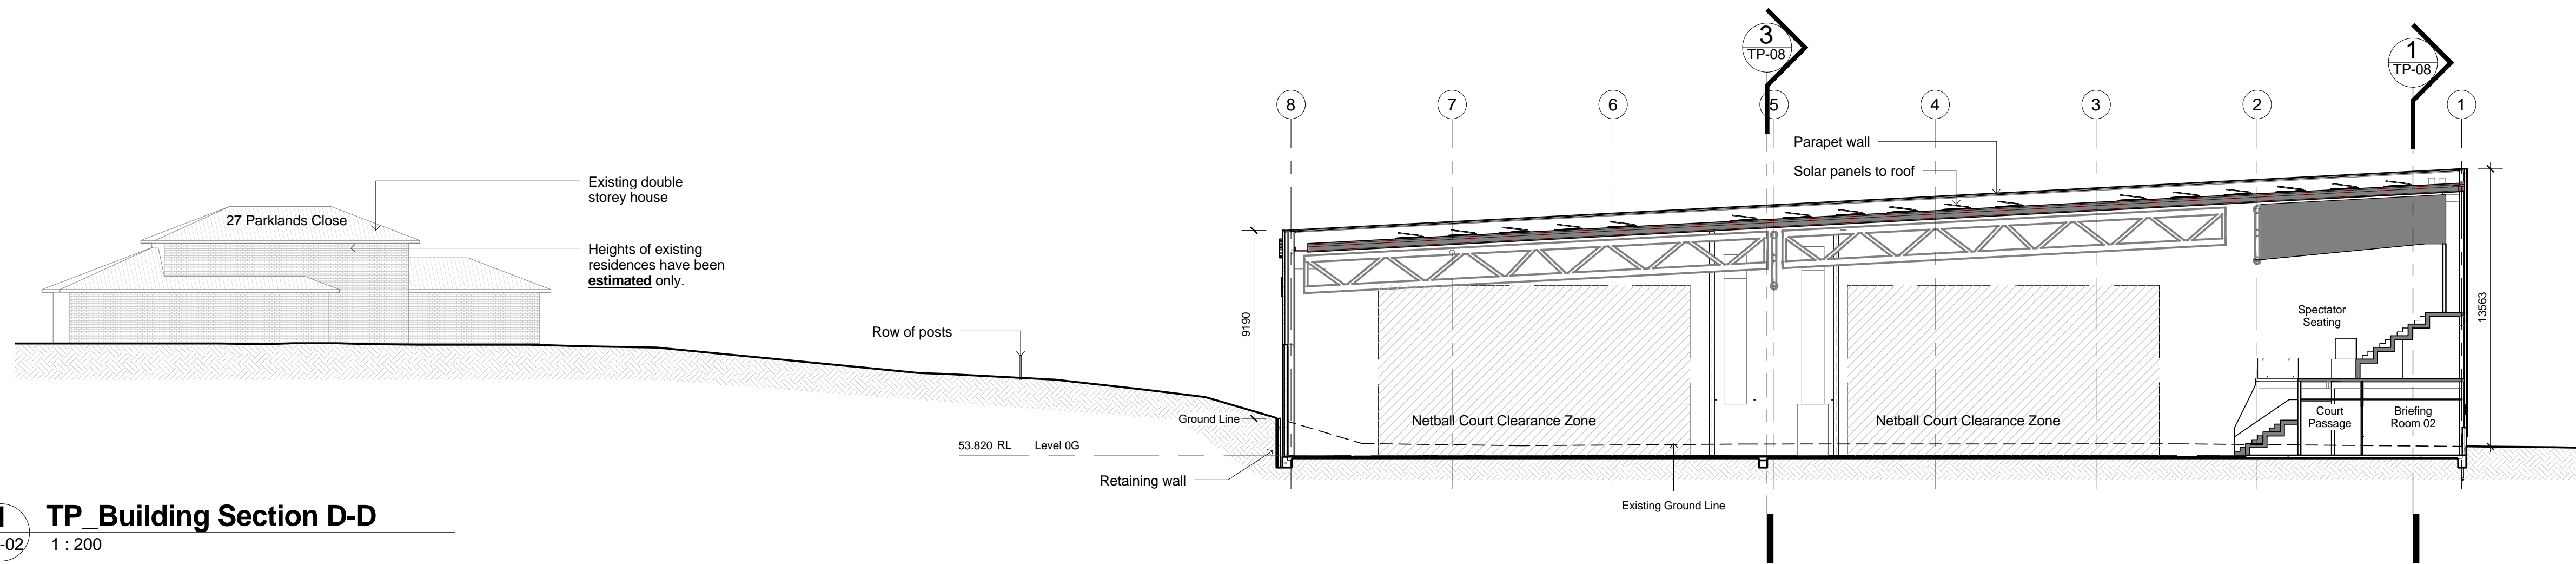 3
TP-08
1
TP-08
8
7
6
5
4
3
2
1
Parapet wall
Solar panels to roof
Existing double
storey house
27 Parklands Close
Heights of existing
residences have been
estimated only.
Row of posts
9190
13563
Spectator
Seating
Ground Line
Netball Court Clearance Zone
Netball Court Clearance Zone
Court
Passage
Briefing
Room 02
53.820 RL Level 0G
Retaining wall
Existing Ground Line
TP_Building Section D-D
-02
1 : 200